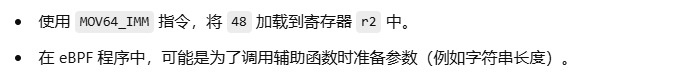 • 使用 MOV64_IMM 指令，将 48 加载到寄存器 r2 中。
• 在 eBPF 程序中，可能是为了调用辅助函数时准备参数（例如字符串长度）。